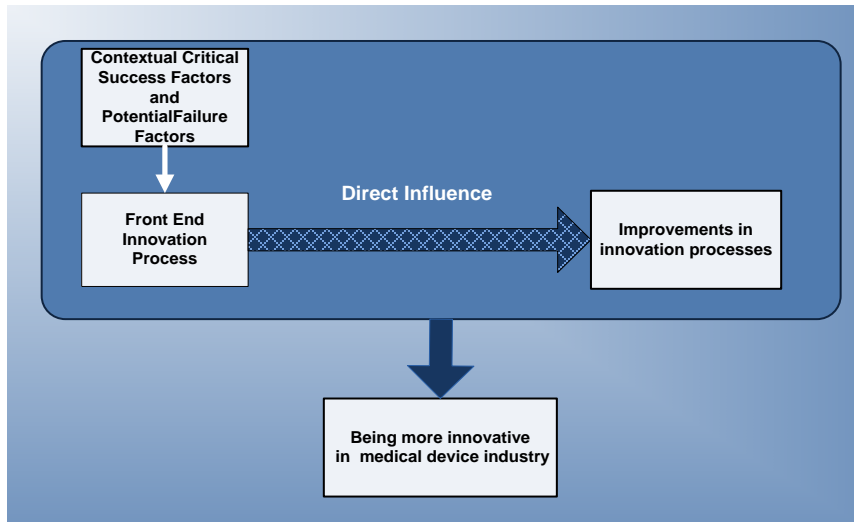 Contextual Critical
Success Factors
and
PotentialFailure
Factors
Direct Influence
Front End
Innovation
Process
Improvements in
innovation processes
Being more innovative
in  medical device industry